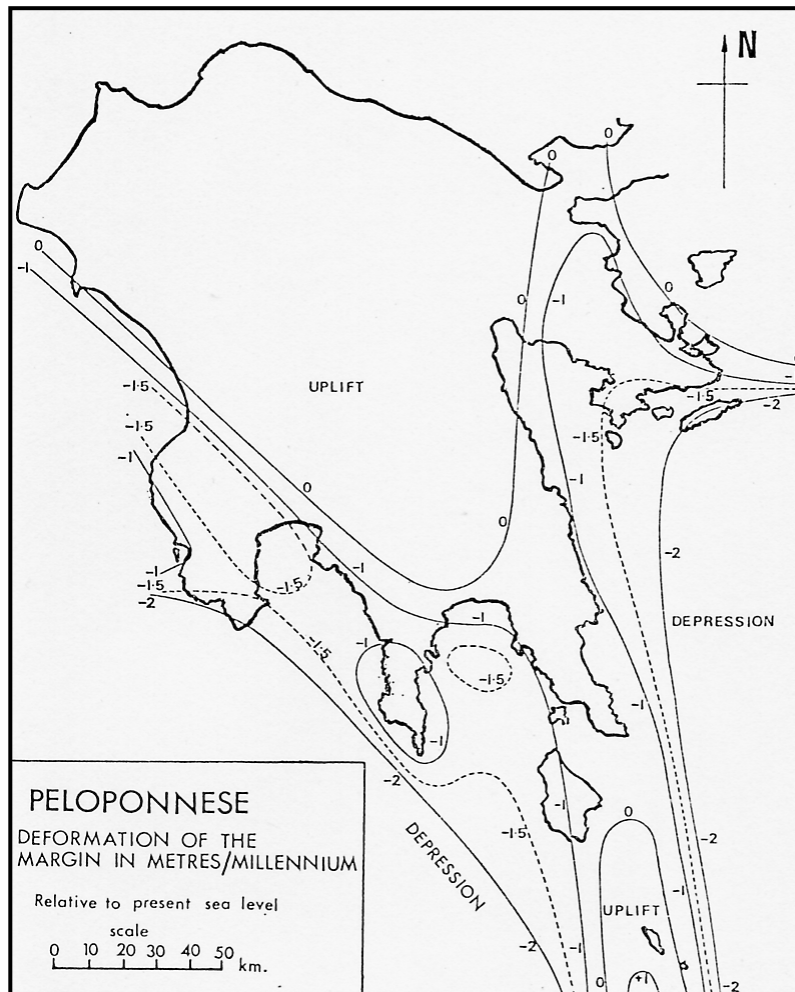 N
0
0
0
-1
0
0 -1
-1·5
UPLIFT
-1·5
-2
-1·5
-1·5
-1
-1
0
0
-2
-1 -1
-1·5 -1·5
-2
-1
DEPRESSION
-1·5 -1
-1·5
-1
-1
-2
PELOPONNESE
DEFORMATION OF THE
MARGIN IN METRES/MILLENNIUM
Relative to present sea level
scale
0 10 20 30 40 50 km.
-1
0
-1·5
-2
DEPRESSION
-1
UPLIFT
-2 -1
0 +1 -2